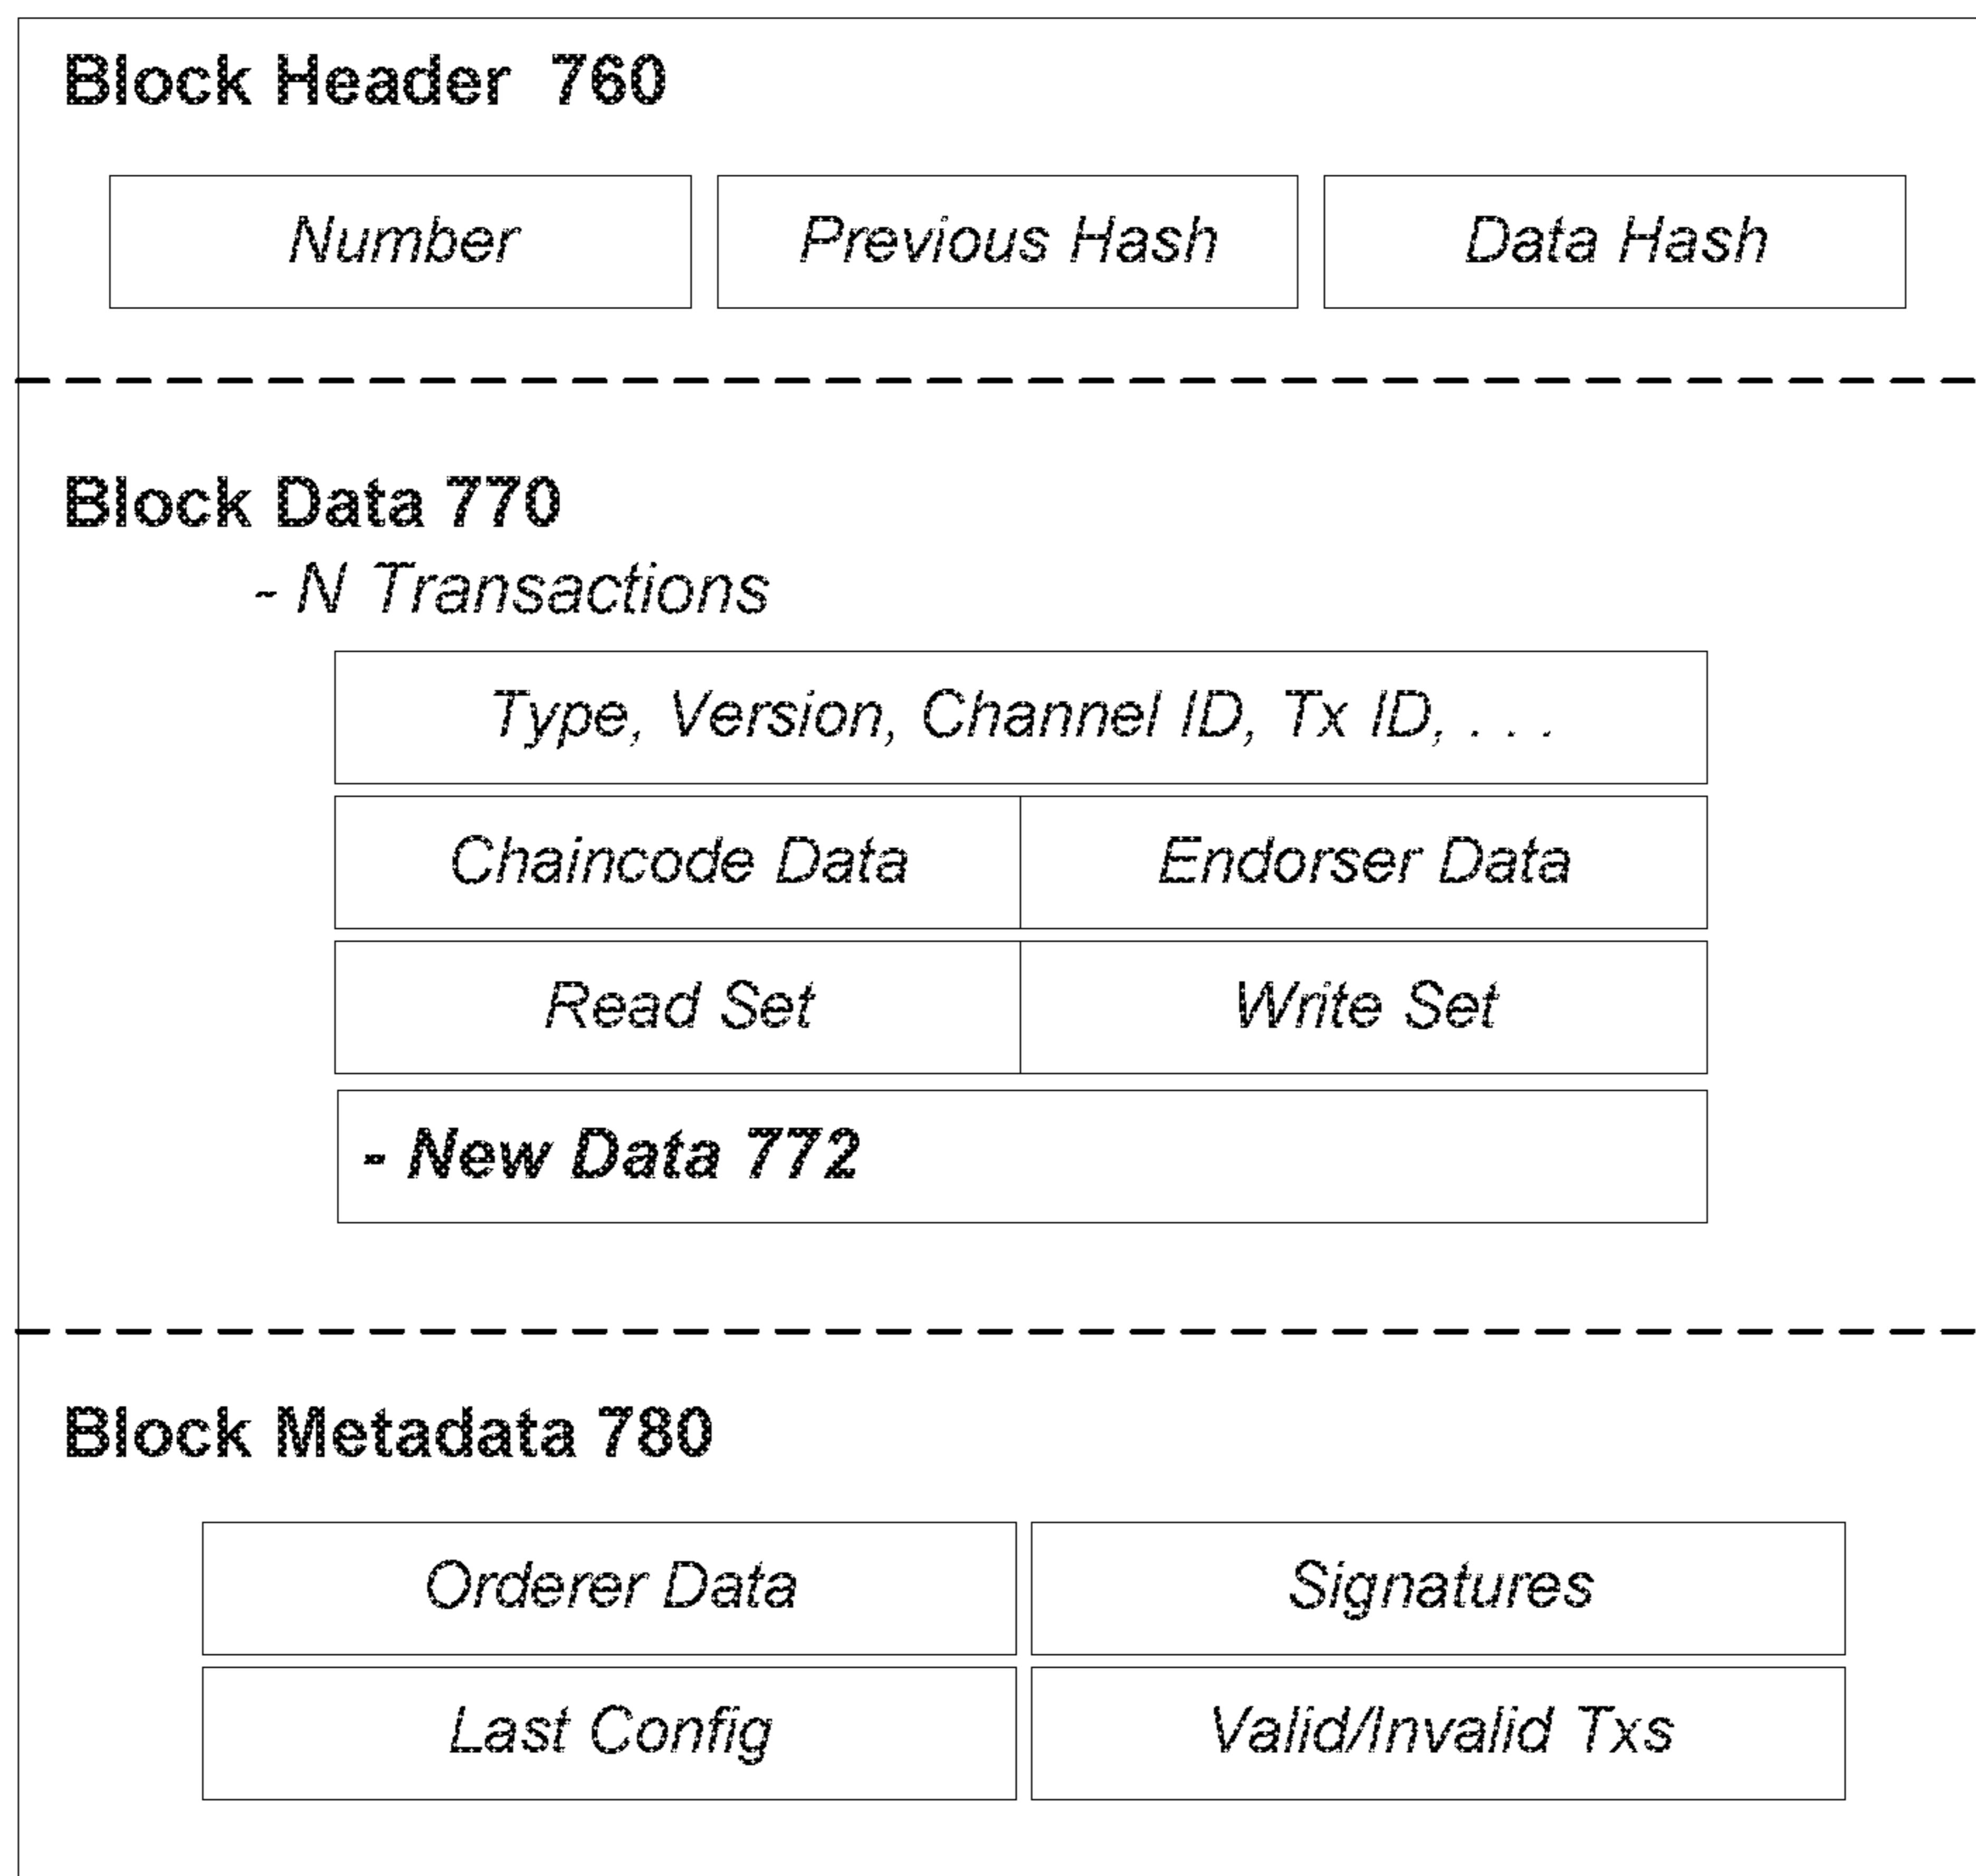 Block Header 760
Number Previous Hash Data Hash
Block Data 770
- N Transactions
Type, Version, Channel ID, Tx ID, . . .
Chaincode Data Endorser Data
Read Set Write Set
- New Data 772
Block Metadata 780
Orderer Data Signatures
Last Config Valid/Invalid Txs